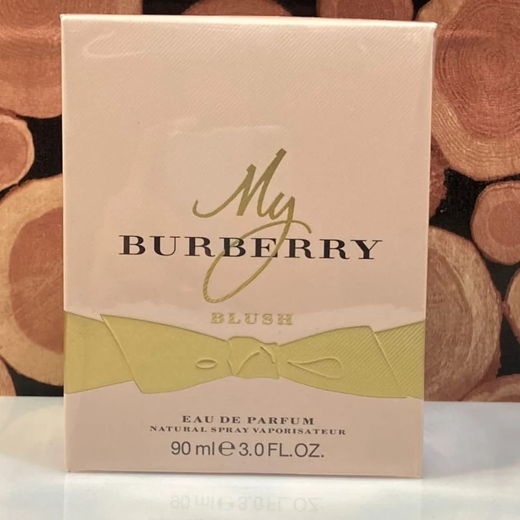 My
BURBERRY
BLUSH
EAU DE PARFUM
NATURAL SPRAY VAPORISATEUR
90 ml ℮ 3.0 FL.OZ.